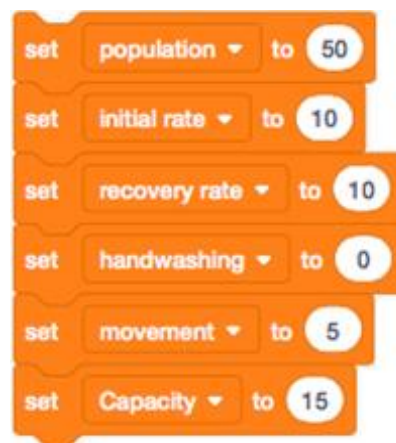 set population to 50
set initial rate to 10
set recovery rate to 10
set handwashing to 0
set movement to 5
set Capacity to 15